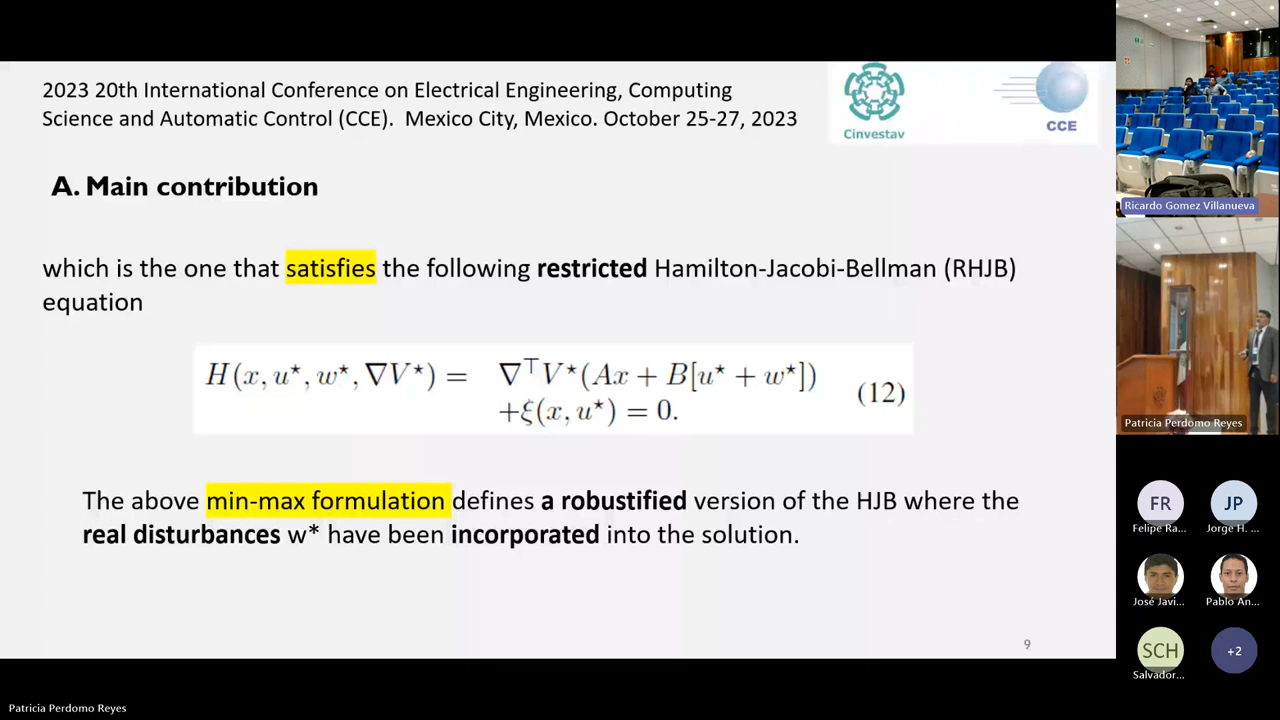 2023 20th International Conference on Electrical Engineering, Computing
Science and Automatic Control (CCE). Mexico City, Mexico. October 25-27, 2023
Cinvestav
CCE
A. Main contribution
which is the one that satisfies the following restricted Hamilton-Jacobi-Bellman (RHJB)
equation
H(x, u⋆, w⋆, ∇V⋆) = ∇⊤V⋆(Ax + B[u⋆ + w⋆])
+ξ(x, u⋆) = 0.
(12)
The above min-max formulation defines a robustified version of the HJB where the
real disturbances w* have been incorporated into the solution.
9
Ricardo Gomez Villanueva
Patricia Perdomo Reyes
FR
JP
Felipe Ra...
Jorge H. ...
José Javi...
Pablo An...
SCH
+2
Salvador...
Patricia Perdomo Reyes